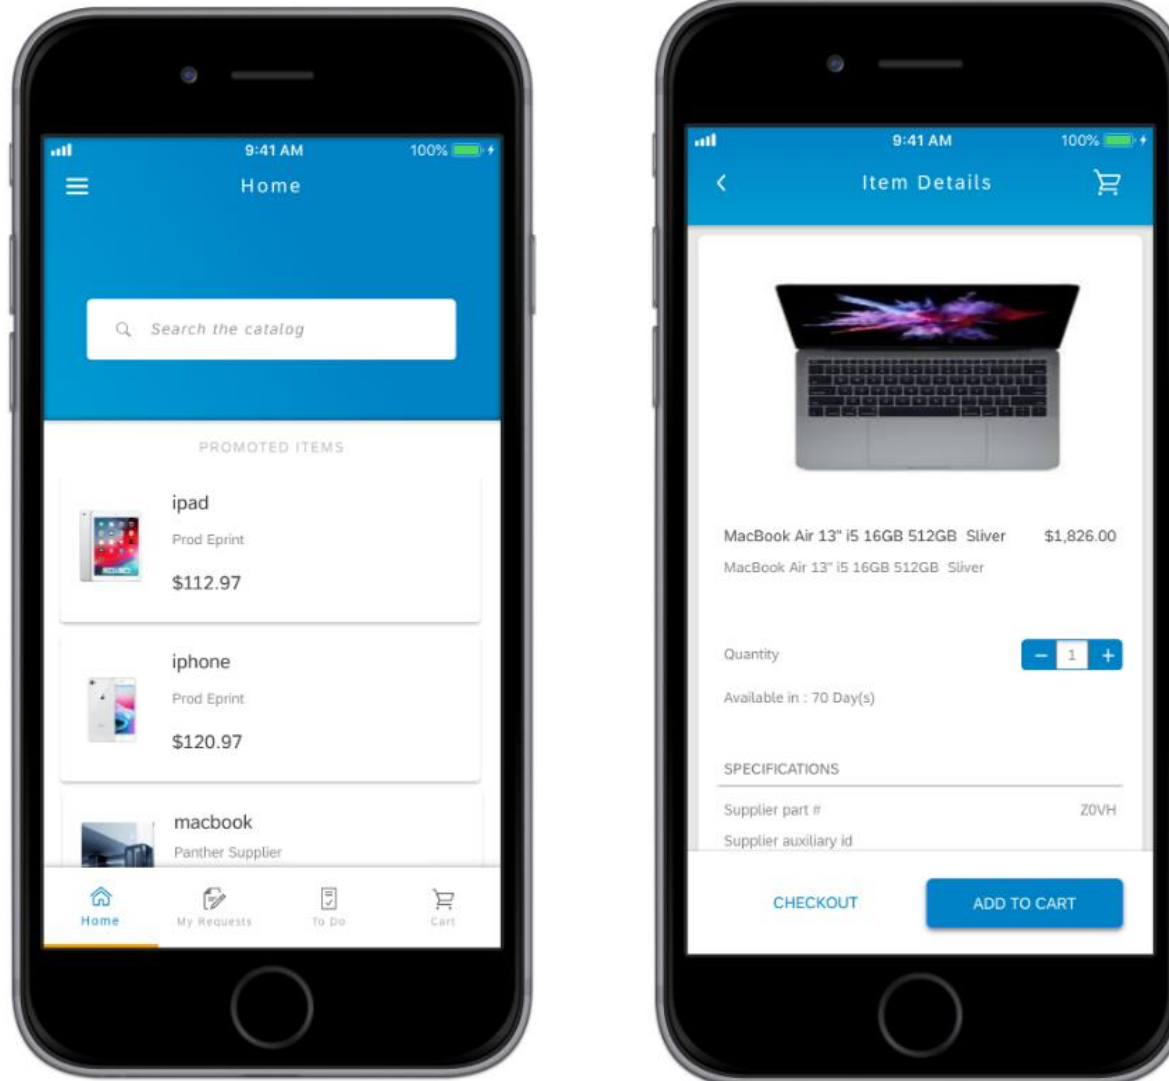 9:41 AM 100%
Home
Search the catalog
PROMOTED ITEMS
ipad
Prod Eprint
$112.97
iphone
Prod Eprint
$120.97
macbook
Panther Supplier
Home My Requests To Do Cart
9:41 AM 100%
Item Details
MacBook Air 13" i5 16GB 512GB Sliver $1,826.00
MacBook Air 13" i5 16GB 512GB Sliver
Quantity - 1 +
Available in : 70 Day(s)
SPECIFICATIONS
Supplier part # Z0VH
Supplier auxiliary id
CHECKOUT ADD TO CART